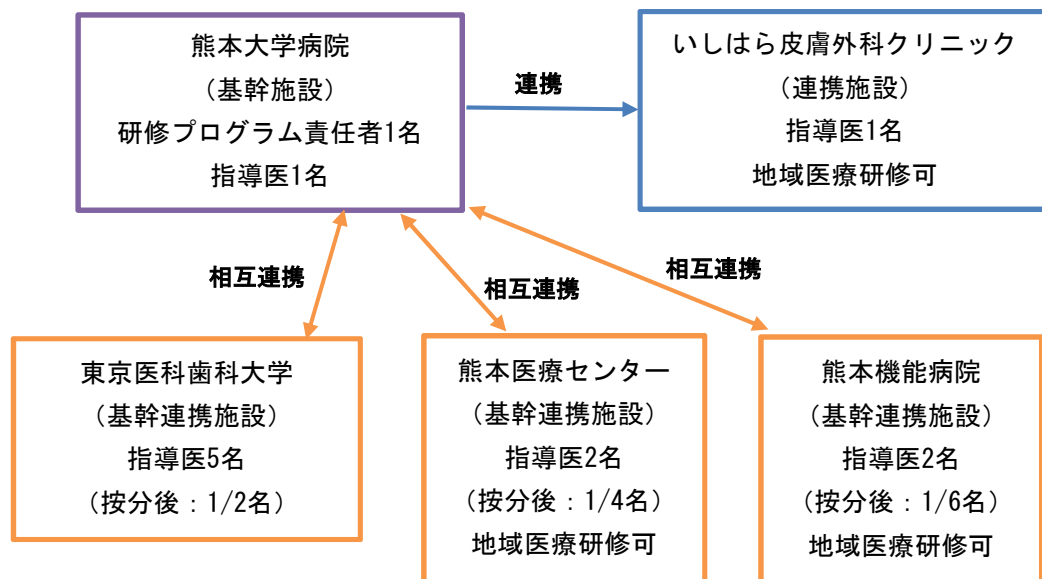 熊本大学病院
（基幹施設）
研修プログラム責任者1名
指導医1名
連携
いしはら皮膚外科クリニック
（連携施設）
指導医1名
地域医療研修可
相互連携
相互連携
相互連携
東京医科歯科大学
（基幹連携施設）
指導医5名
（按分後：1/2名）
熊本医療センター
（基幹連携施設）
指導医2名
（按分後：1/4名）
地域医療研修可
熊本機能病院
（基幹連携施設）
指導医2名
（按分後：1/6名）
地域医療研修可